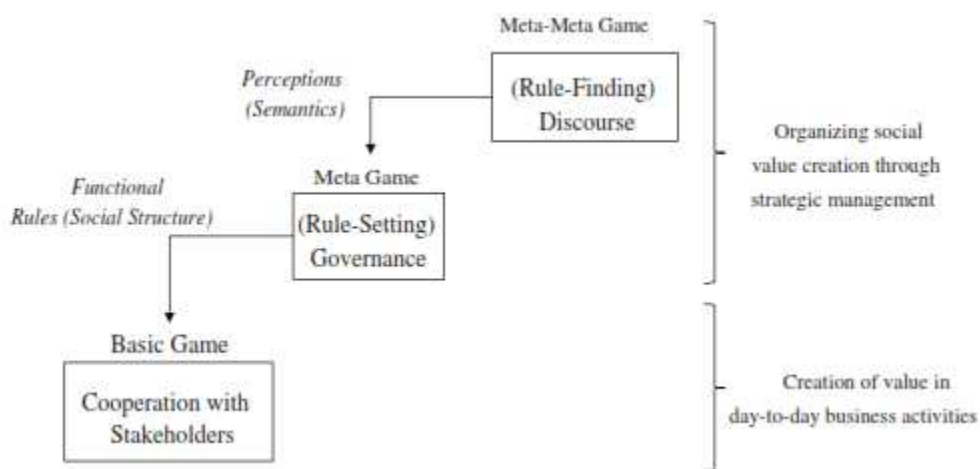 Meta-Meta Game
(Rule-Finding)
Discourse
Perceptions
(Semantics)
Organizing social
value creation through
strategic management
Meta Game
(Rule-Setting)
Governance
Functional
Rules (Social Structure)
Basic Game
Cooperation with
Stakeholders
Creation of value in
day-to-day business activities